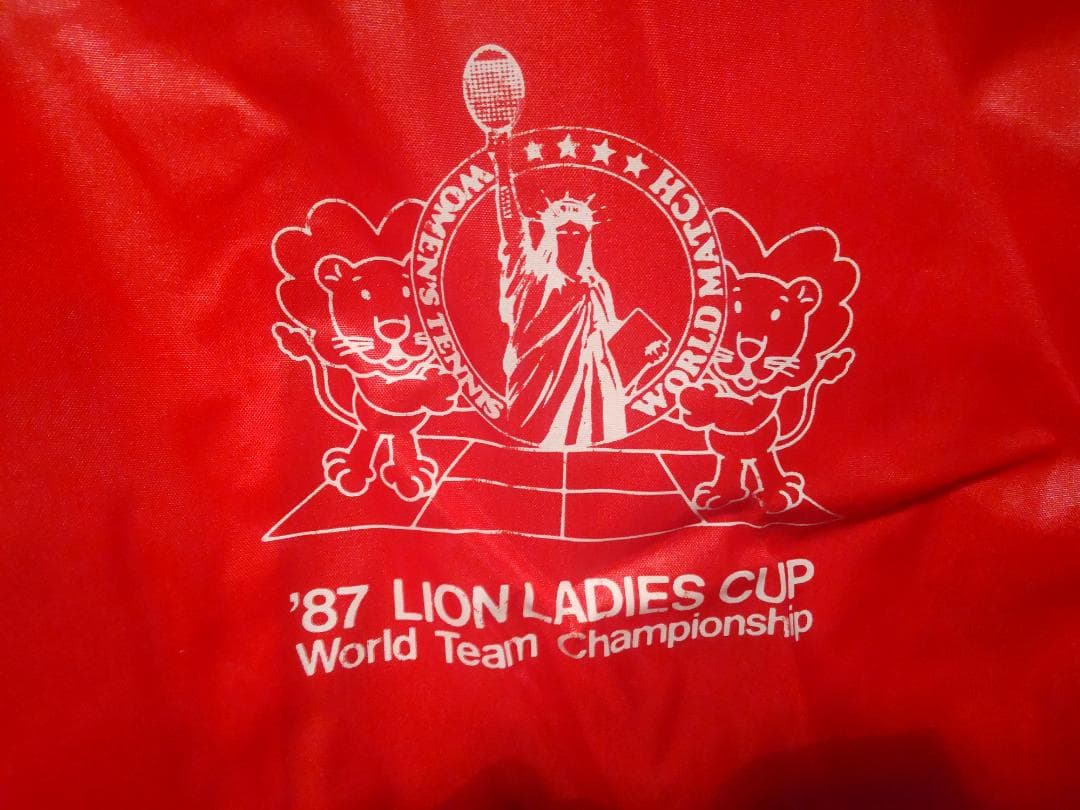 WOMEN'S TENNIS ★★★★ WORLD MATCH
'87 LION LADIES CUP
World Team Championship